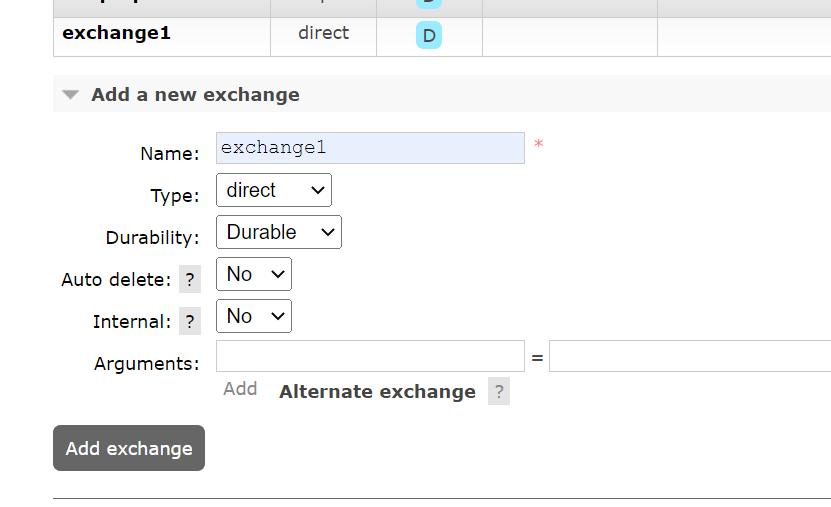 exchange1 direct D
Add a new exchange
Name: exchange1 *
Type: direct
Durability: Durable
Auto delete: ? No
Internal: ? No
Arguments: =
Add Alternate exchange ?
Add exchange